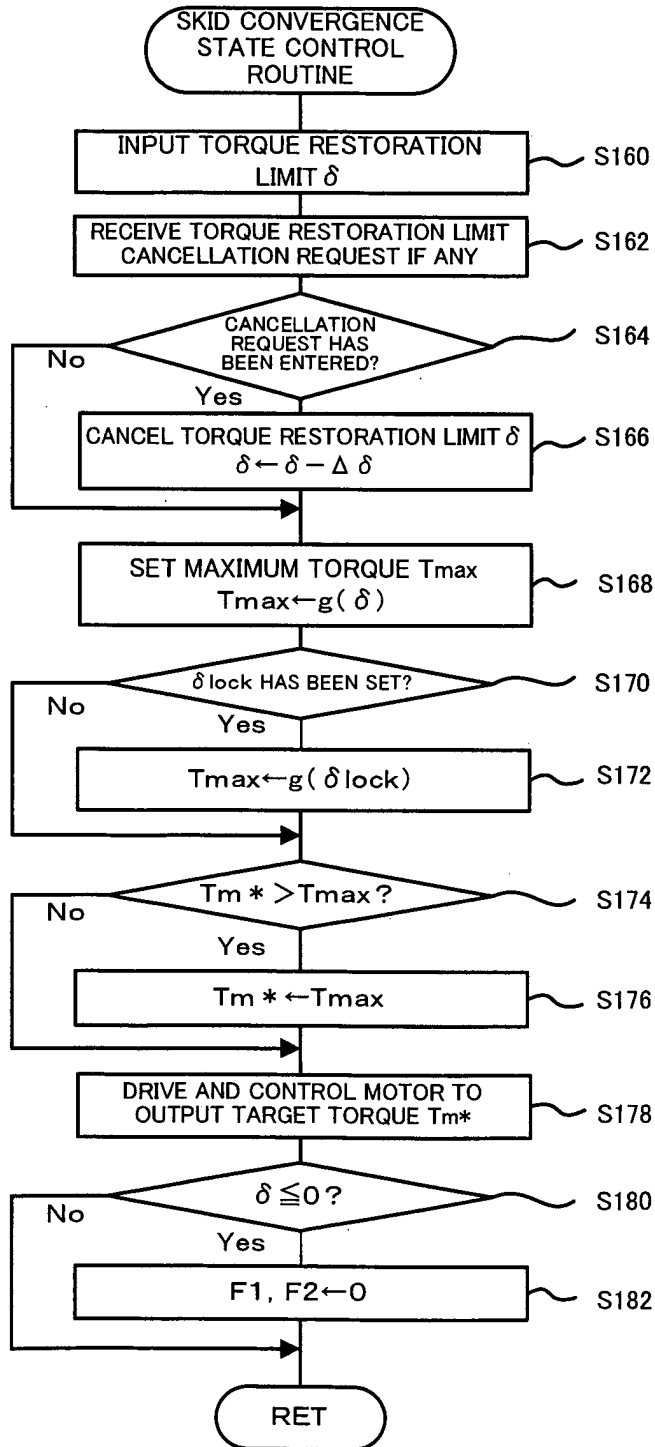 SKID CONVERGENCE
STATE CONTROL
ROUTINE
INPUT TORQUE RESTORATION
LIMIT δ
S160
RECEIVE TORQUE RESTORATION LIMIT
CANCELLATION REQUEST IF ANY
S162
CANCELLATION
REQUEST HAS
BEEN ENTERED?
S164
No
Yes
CANCEL TORQUE RESTORATION LIMIT δ
δ ← δ − Δ δ
S166
SET MAXIMUM TORQUE Tmax
Tmax←g(δ)
S168
δlock HAS BEEN SET?
S170
No
Yes
Tmax←g(δlock)
S172
Tm* >Tmax?
S174
No
Yes
Tm* ←Tmax
S176
DRIVE AND CONTROL MOTOR TO
OUTPUT TARGET TORQUE Tm*
S178
δ ≦0?
S180
No
Yes
F1, F2←0
S182
RET